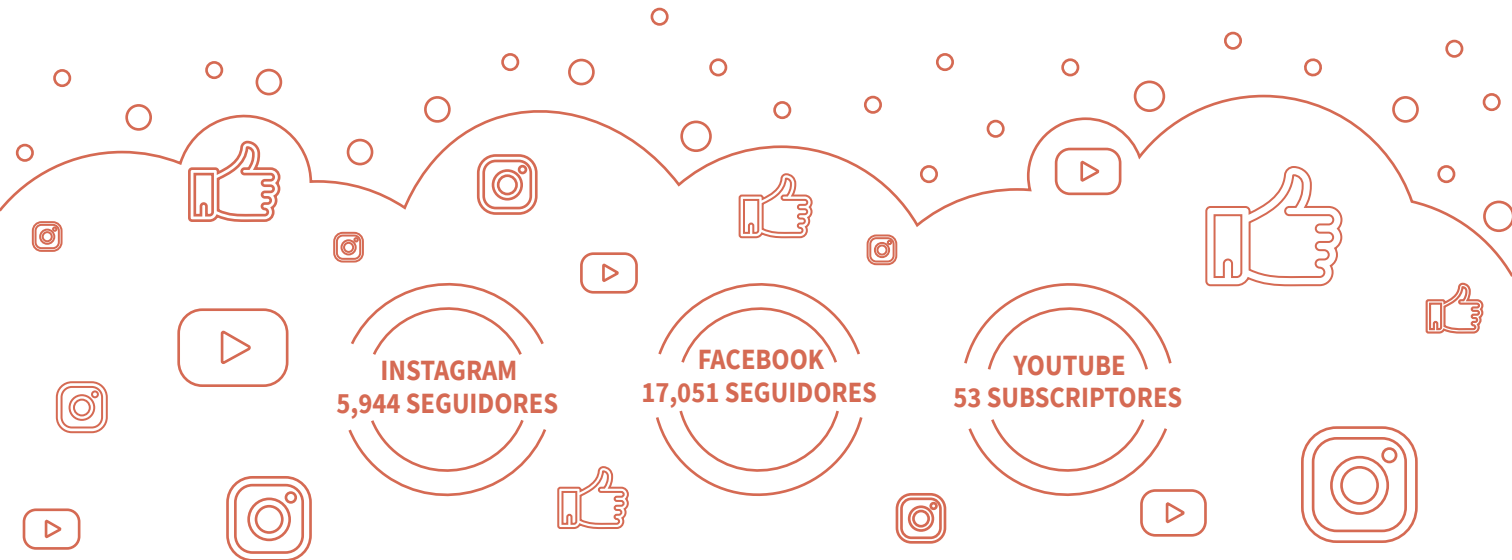 INSTAGRAM
5,944 SEGUIDORES
FACEBOOK
17,051 SEGUIDORES
YOUTUBE
53 SUBSCRIPTORES